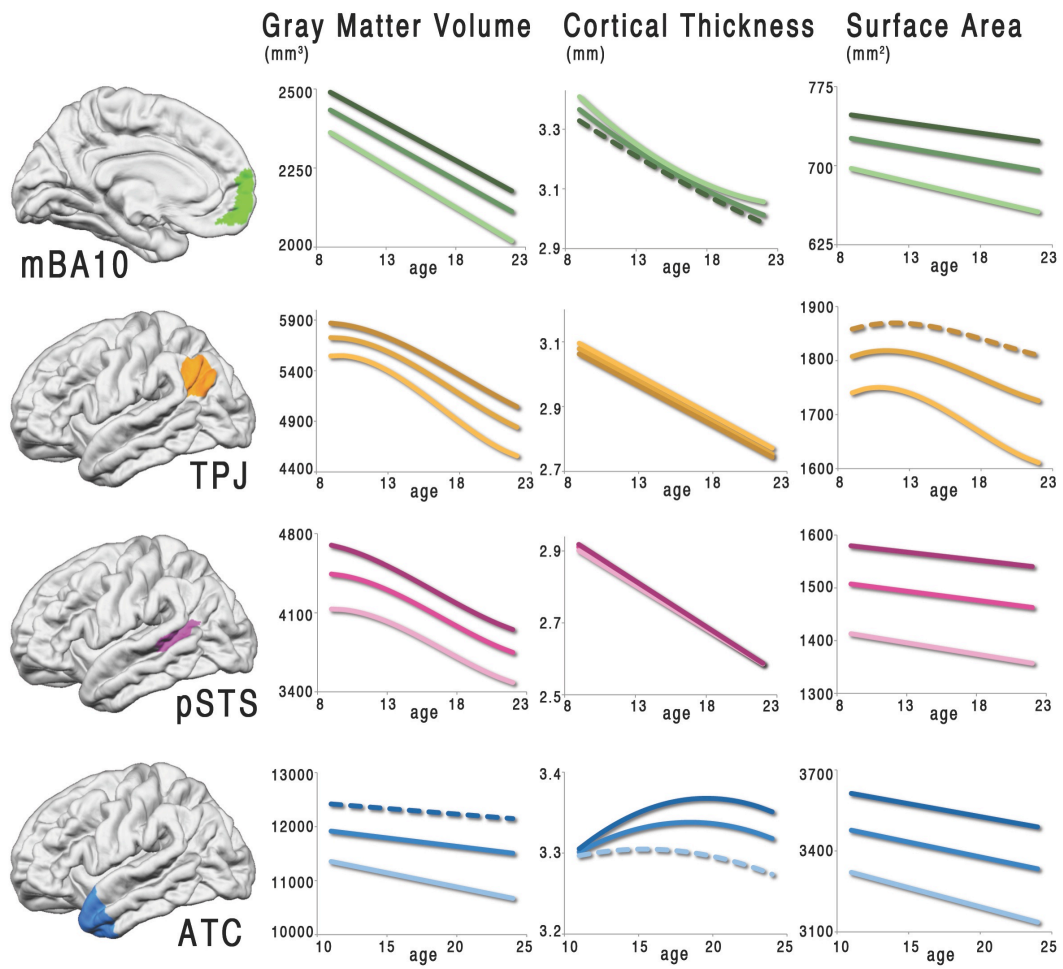 Gray Matter Volume Cortical Thickness Surface Area
(mm³) (mm) (mm²)
mBA10
2500
2250
2000
8 13 18 23
age
3.3
3.1
2.9
8 13 18 23
age
775
700
625
8 13 18 23
age
TPJ
5900
5400
4900
4400
8 13 18 23
age
3.1
2.9
2.7
8 13 18 23
age
1900
1800
1700
1600
8 13 18 23
age
pSTS
4800
4100
3400
8 13 18 23
age
2.9
2.7
2.5
8 13 18 23
age
1600
1500
1400
1300
8 13 18 23
age
ATC
13000
12000
11000
10000
10 15 20 25
age
3.4
3.3
3.2
10 15 20 25
age
3700
3400
3100
10 15 20 25
age